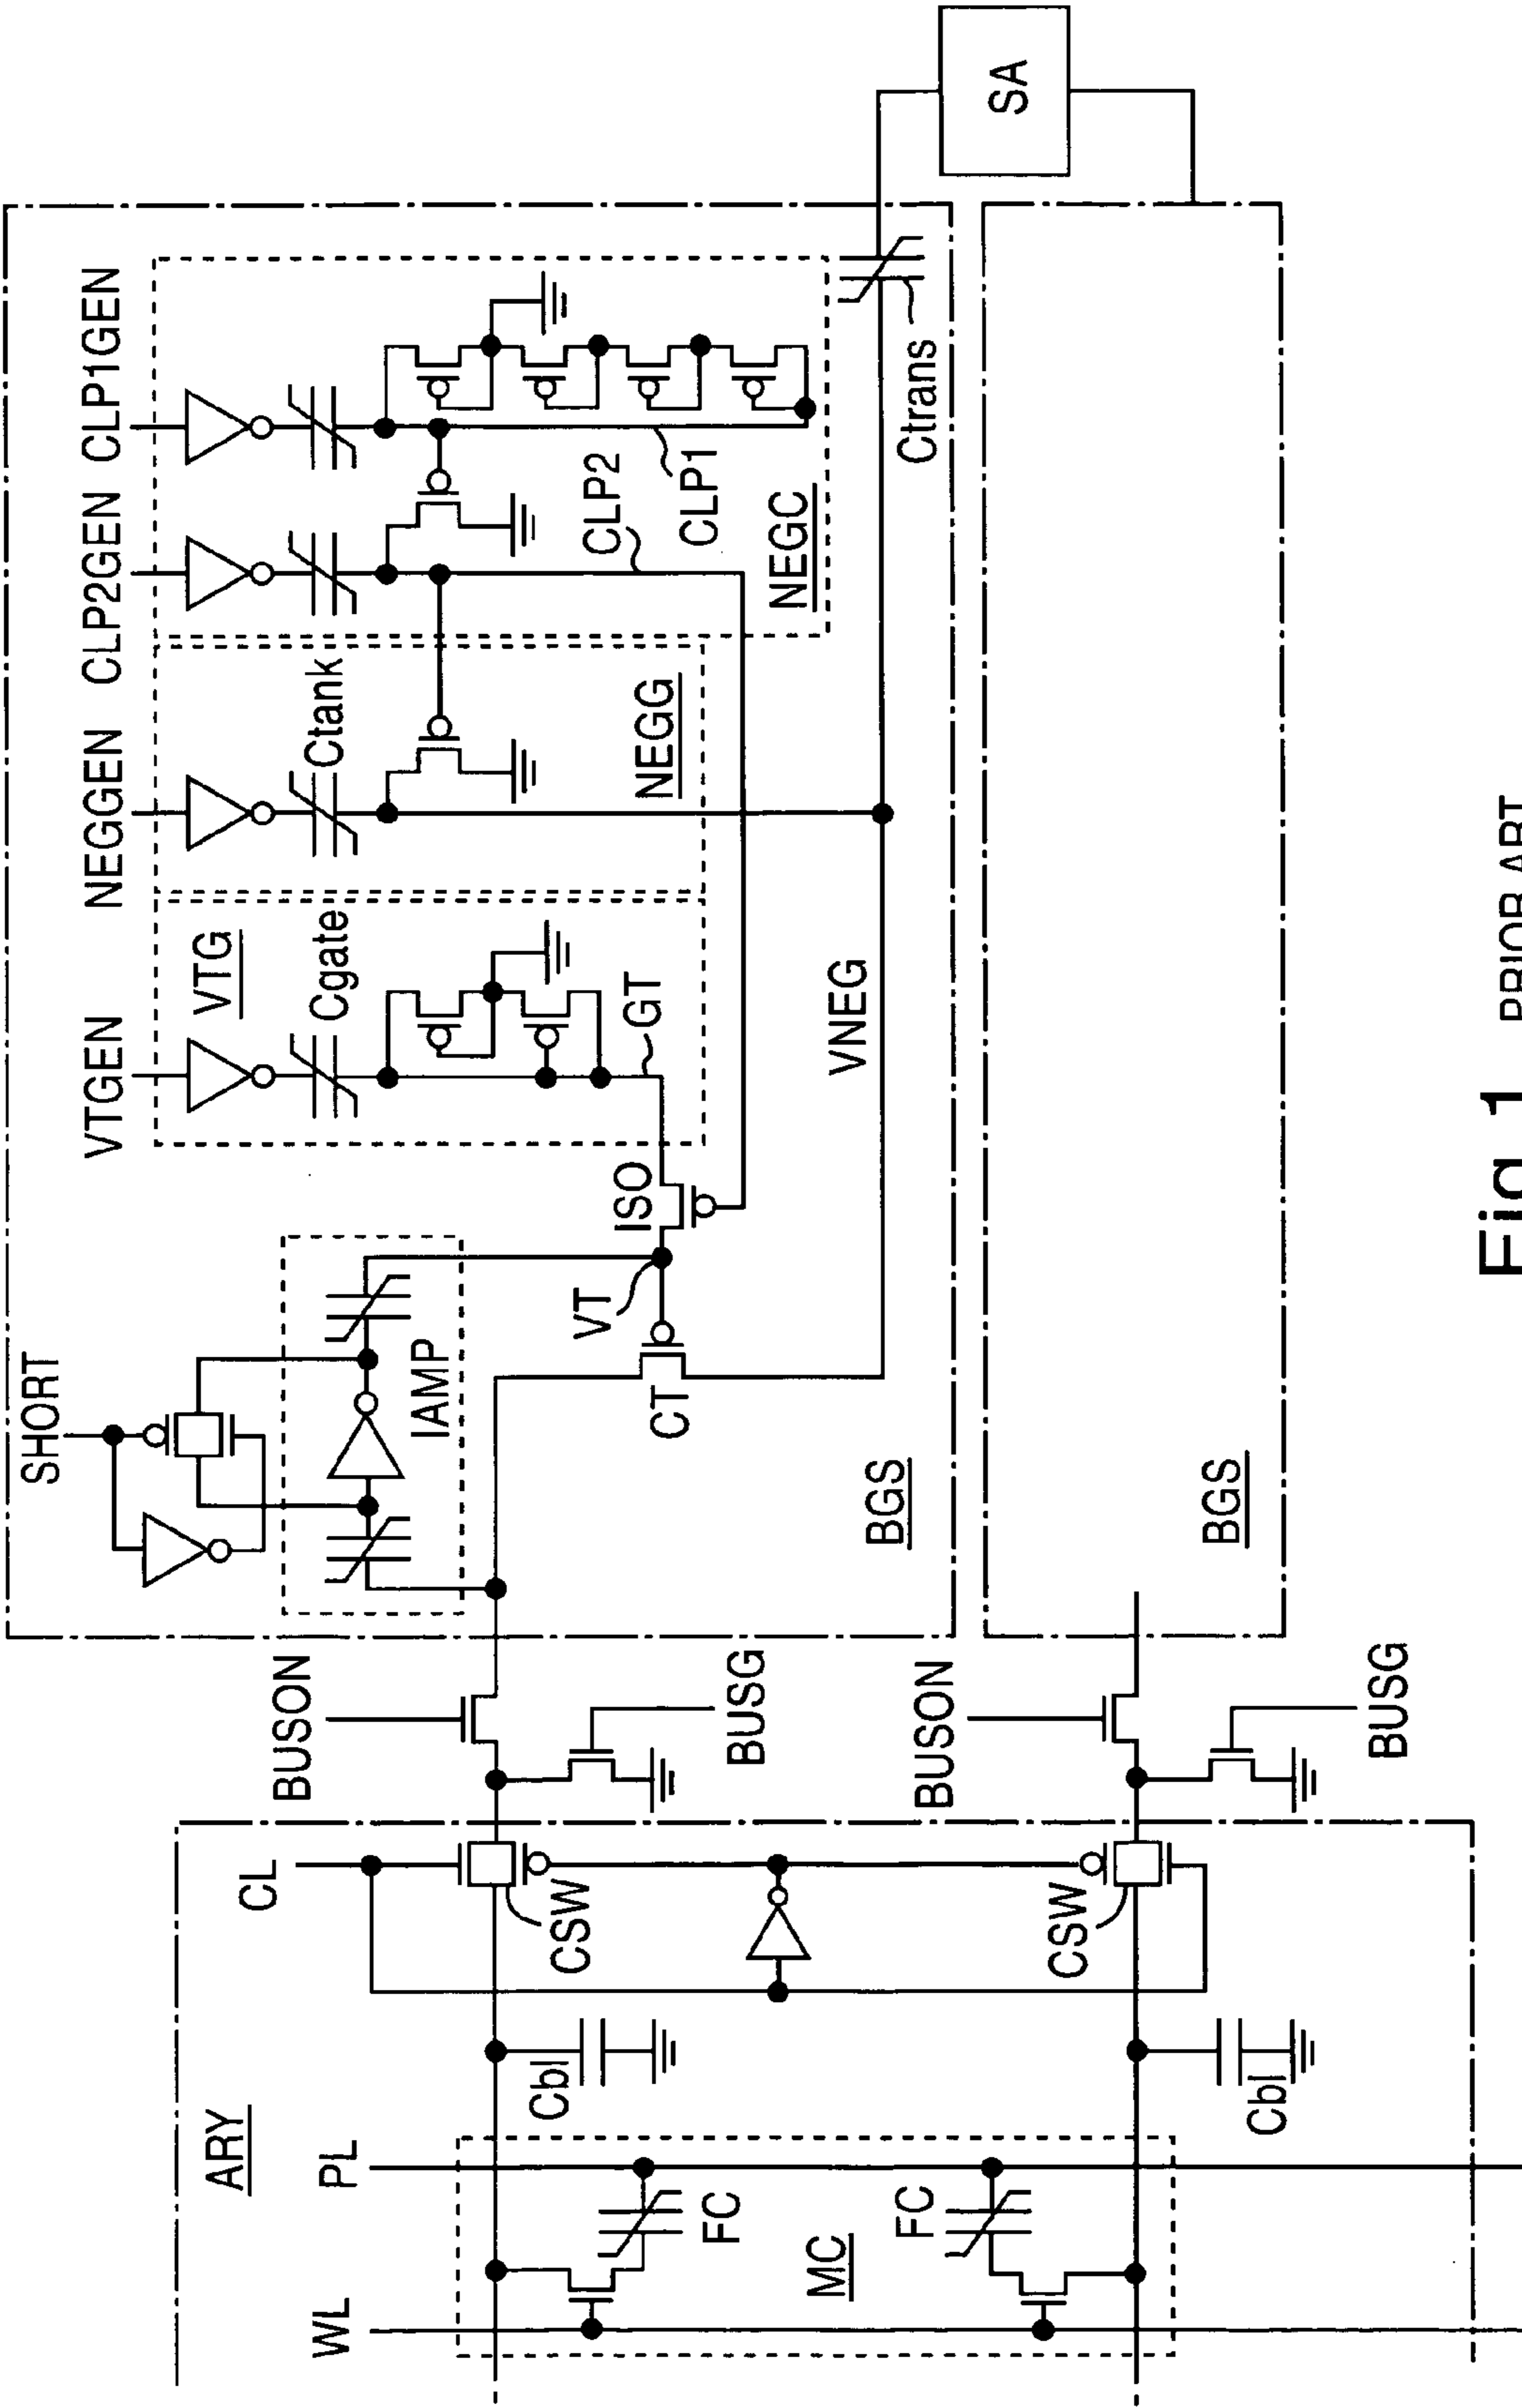 ARY
WL
PL
MC
FC
FC
Cbl
Cbl
CL
CSW
CSW
BUSON
BUSG
BUSON
BUSG
SHORT
IAMP
CT
VT
ISO
BGS
BGS
VTGEN
VTG
Cgate
GT
VNEG
NEGGEN
Ctank
NEGG
CLP2GEN
CLP1GEN
CLP2
CLP1
NEGC
Ctrans
SA
Fig. 1 PRIOR ART